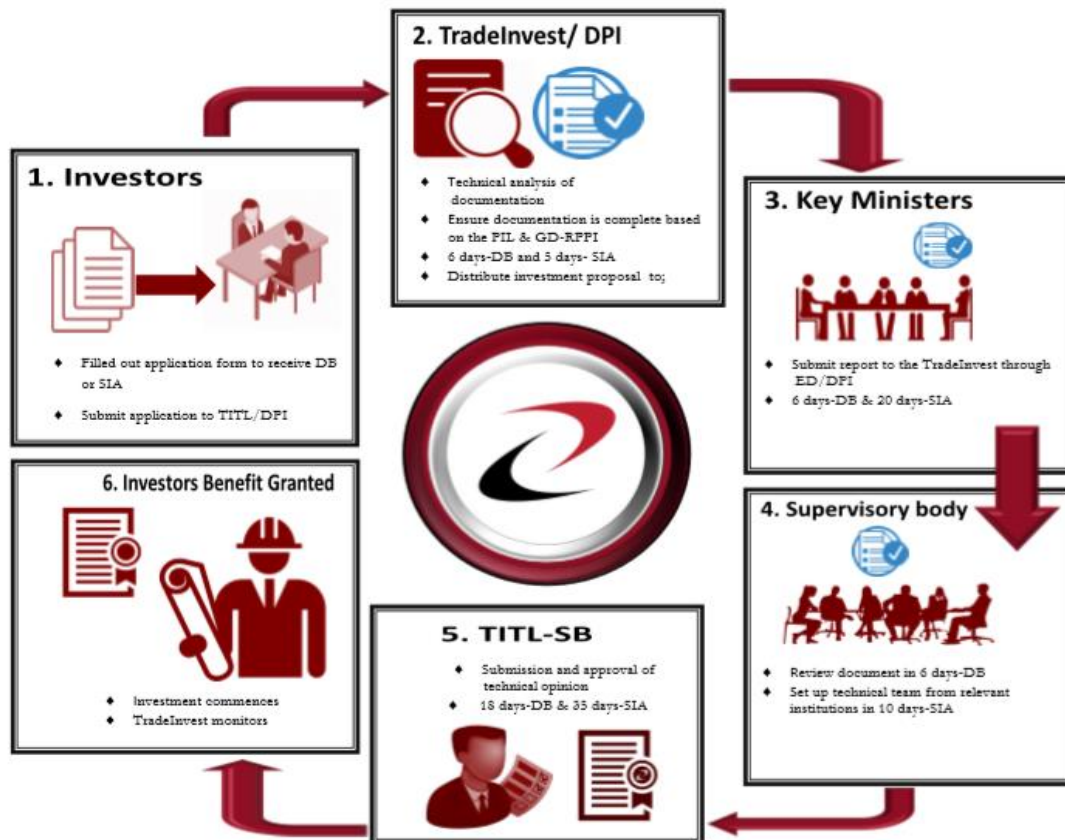 1. Investors
♦ Filled out application form to receive DB
or SIA
♦ Submit application to TITL/DPI
2. TradeInvest/ DPI
♦ Technical analysis of
documentation
♦ Ensure documentation is complete based
on the PIL & GD-RPPI
♦ 6 days-DB and 5 days- SIA
♦ Distribute investment proposal to;
3. Key Ministers
♦ Submit report to the TradeInvest through
ED/DPI
♦ 6 days-DB & 20 days-SIA
4. Supervisory body
♦ Review document in 6 days-DB
♦ Set up technical team from relevant
institutions in 10 days-SIA
5. TITL-SB
♦ Submission and approval of
technical opinion
♦ 18 days-DB & 35 days-SIA
6. Investors Benefit Granted
♦ Investment commences
♦ TradeInvest monitors